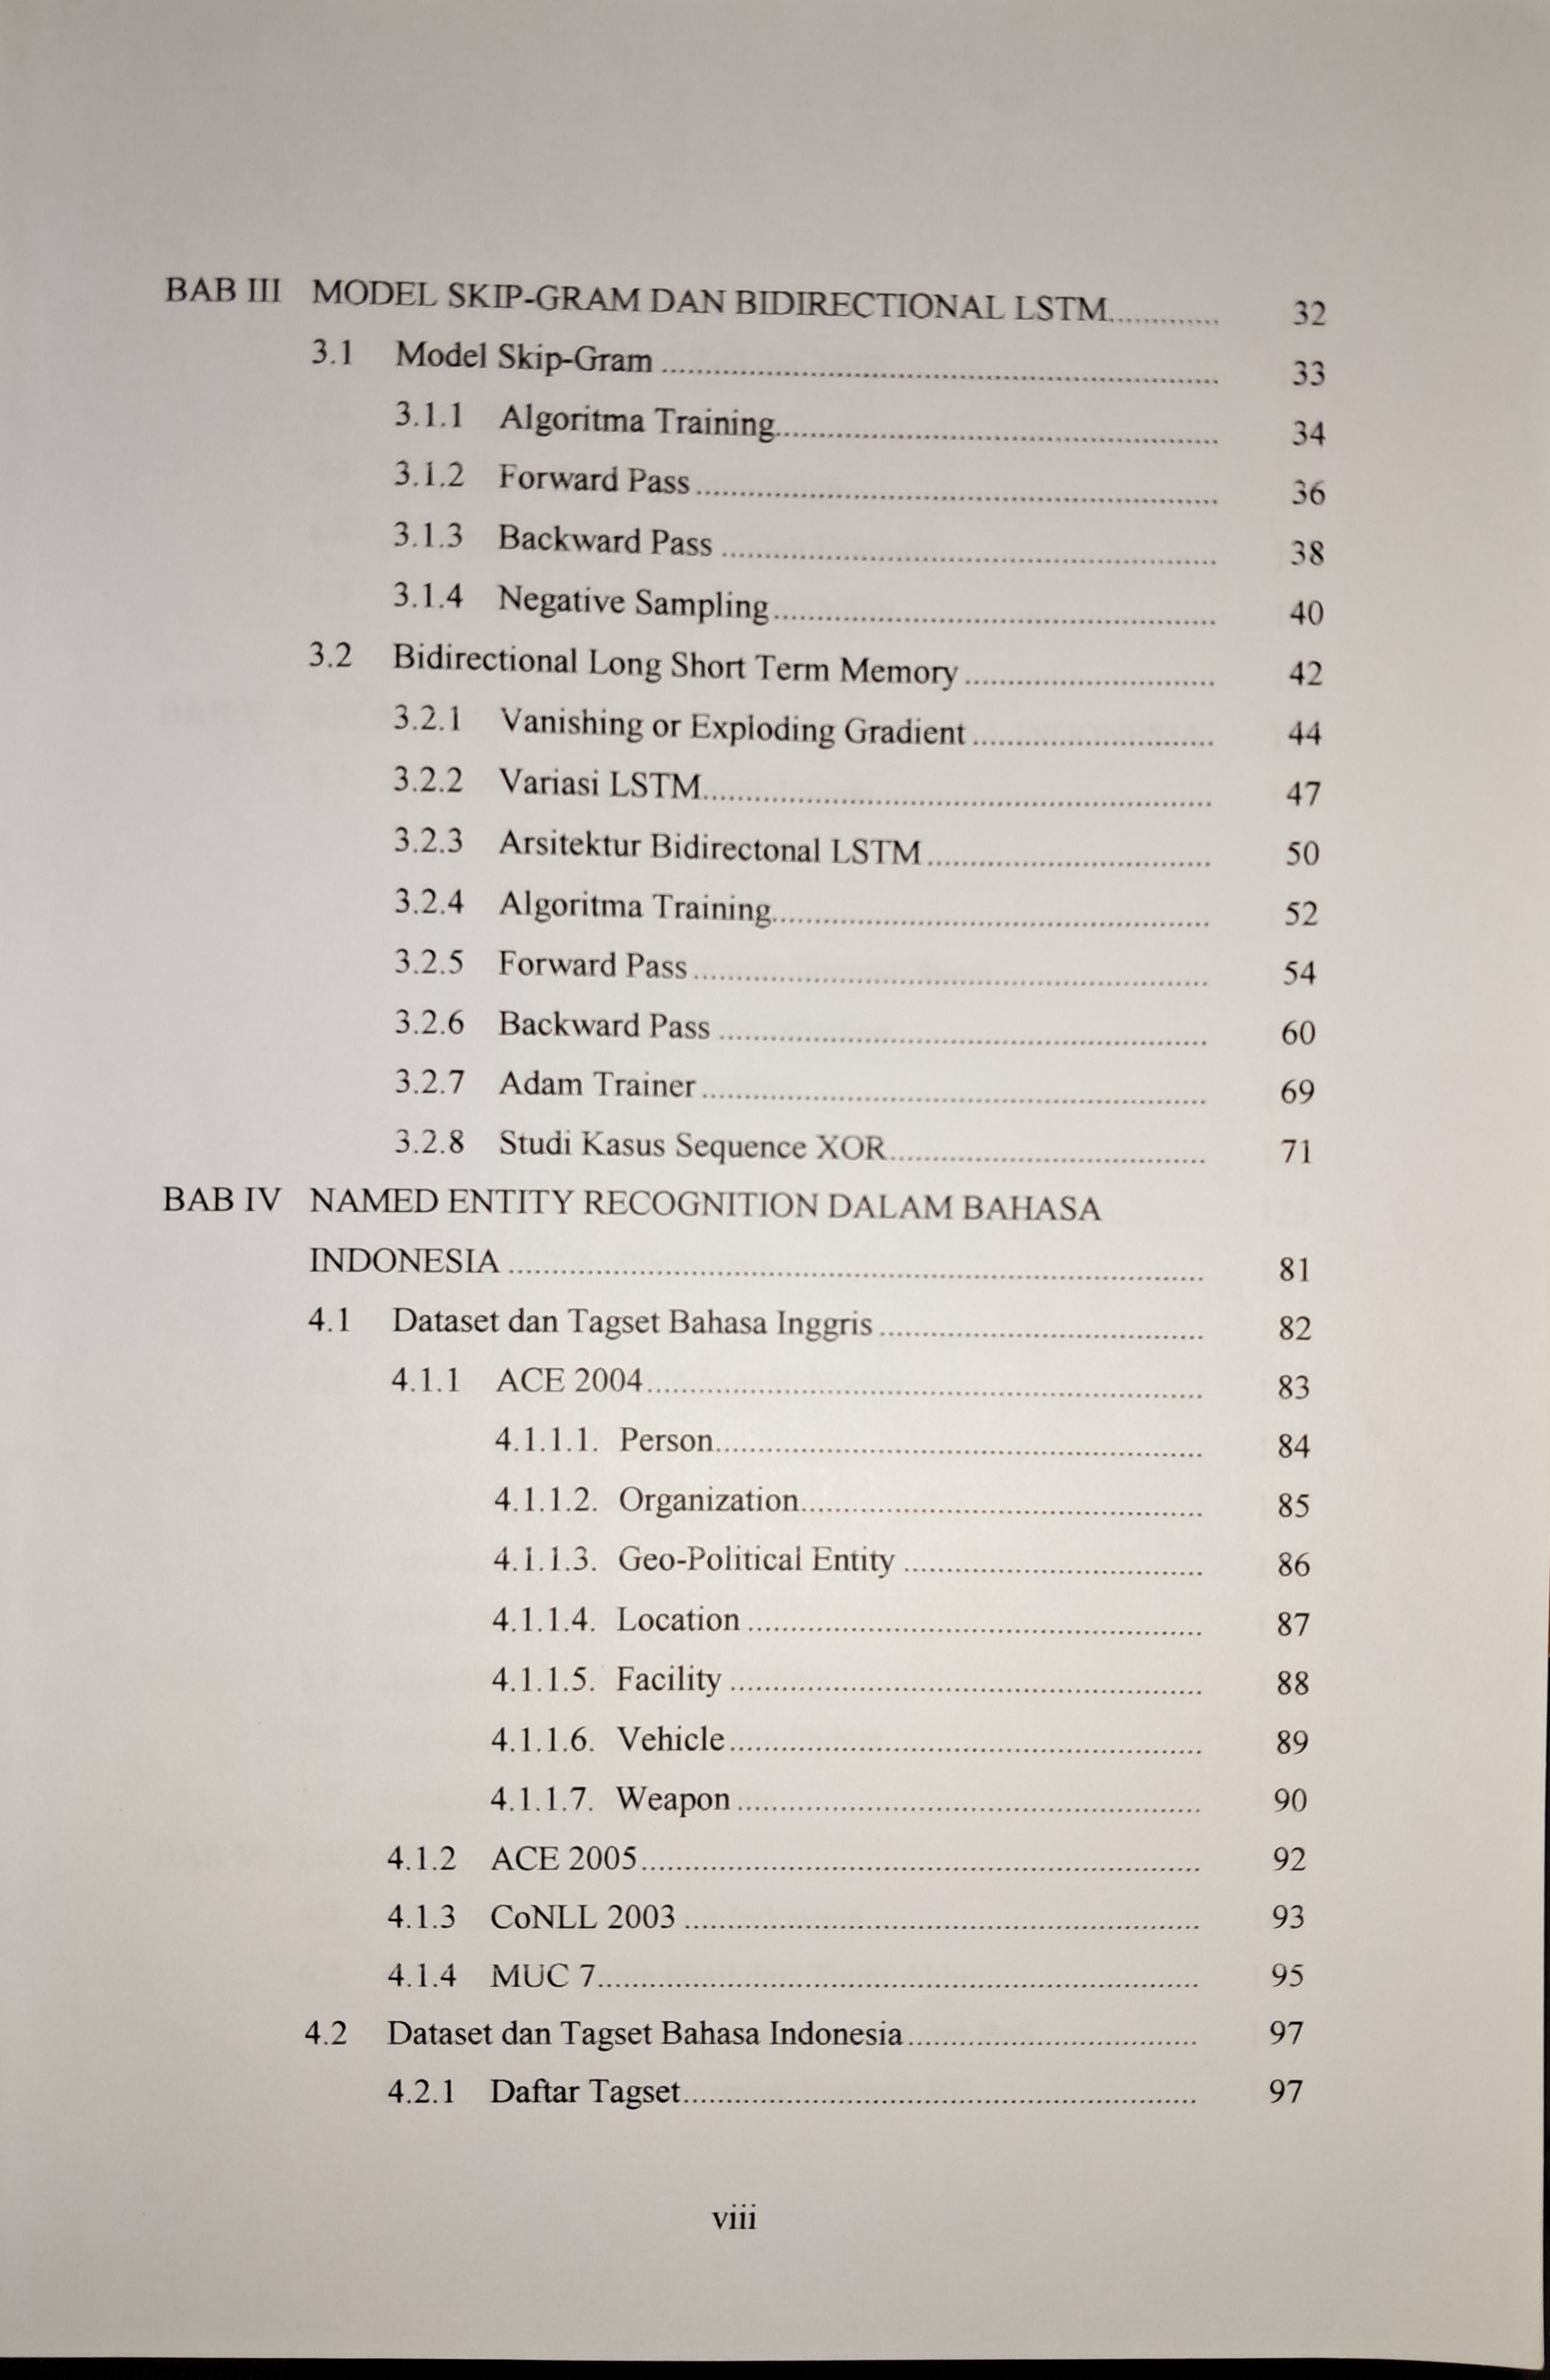 BAB III MODEL SKIP-GRAM DAN BIDIRECTIONAL LSTM............. 32
3.1 Model Skip-Gram ................................................................ 33
3.1.1 Algoritma Training................................................... 34
3.1.2 Forward Pass ............................................................ 36
3.1.3 Backward Pass ......................................................... 38
3.1.4 Negative Sampling................................................... 40
3.2 Bidirectional Long Short Term Memory ............................. 42
3.2.1 Vanishing or Exploding Gradient ............................ 44
3.2.2 Variasi LSTM........................................................... 47
3.2.3 Arsitektur Bidirectonal LSTM................................. 50
3.2.4 Algoritma Training................................................... 52
3.2.5 Forward Pass ............................................................ 54
3.2.6 Backward Pass ......................................................... 60
3.2.7 Adam Trainer ........................................................... 69
3.2.8 Studi Kasus Sequence XOR..................................... 71
BAB IV NAMED ENTITY RECOGNITION DALAM BAHASA
INDONESIA ................................................................................ 81
4.1 Dataset dan Tagset Bahasa Inggris ...................................... 82
4.1.1 ACE 2004................................................................. 83
4.1.1.1. Person......................................................... 84
4.1.1.2. Organization............................................... 85
4.1.1.3. Geo-Political Entity ................................... 86
4.1.1.4. Location ..................................................... 87
4.1.1.5. Facility ....................................................... 88
4.1.1.6. Vehicle....................................................... 89
4.1.1.7. Weapon ...................................................... 90
4.1.2 ACE 2005................................................................. 92
4.1.3 CoNLL 2003 ............................................................ 93
4.1.4 MUC 7...................................................................... 95
4.2 Dataset dan Tagset Bahasa Indonesia.................................. 97
4.2.1 Daftar Tagset............................................................ 97
viii